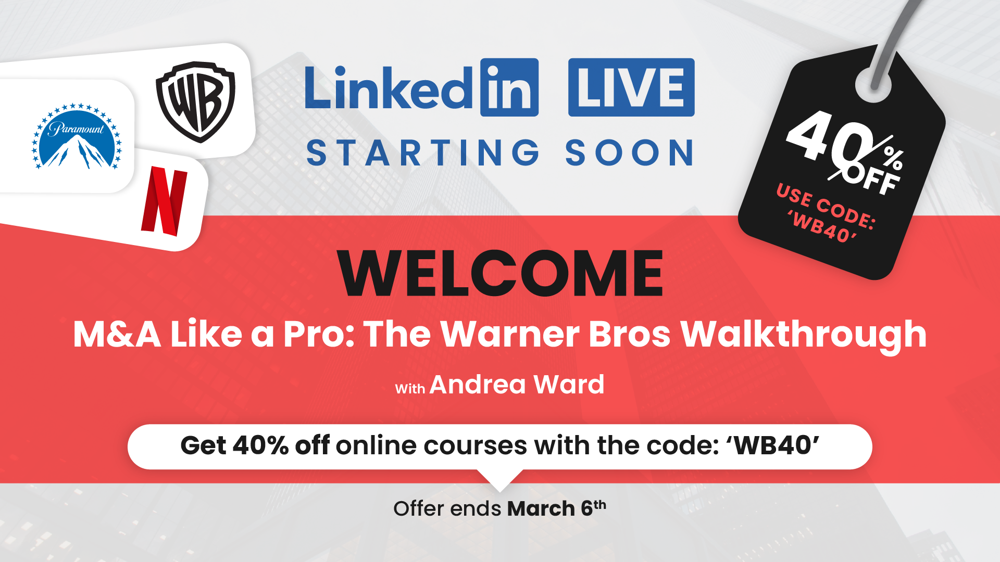 WB
Paramount
N
Linkedin LIVE
STARTING SOON
40%
OFF
USE CODE:
‘WB40’
WELCOME
M&A Like a Pro: The Warner Bros Walkthrough
With Andrea Ward
Get 40% off online courses with the code: ‘WB40’
Offer ends March 6th